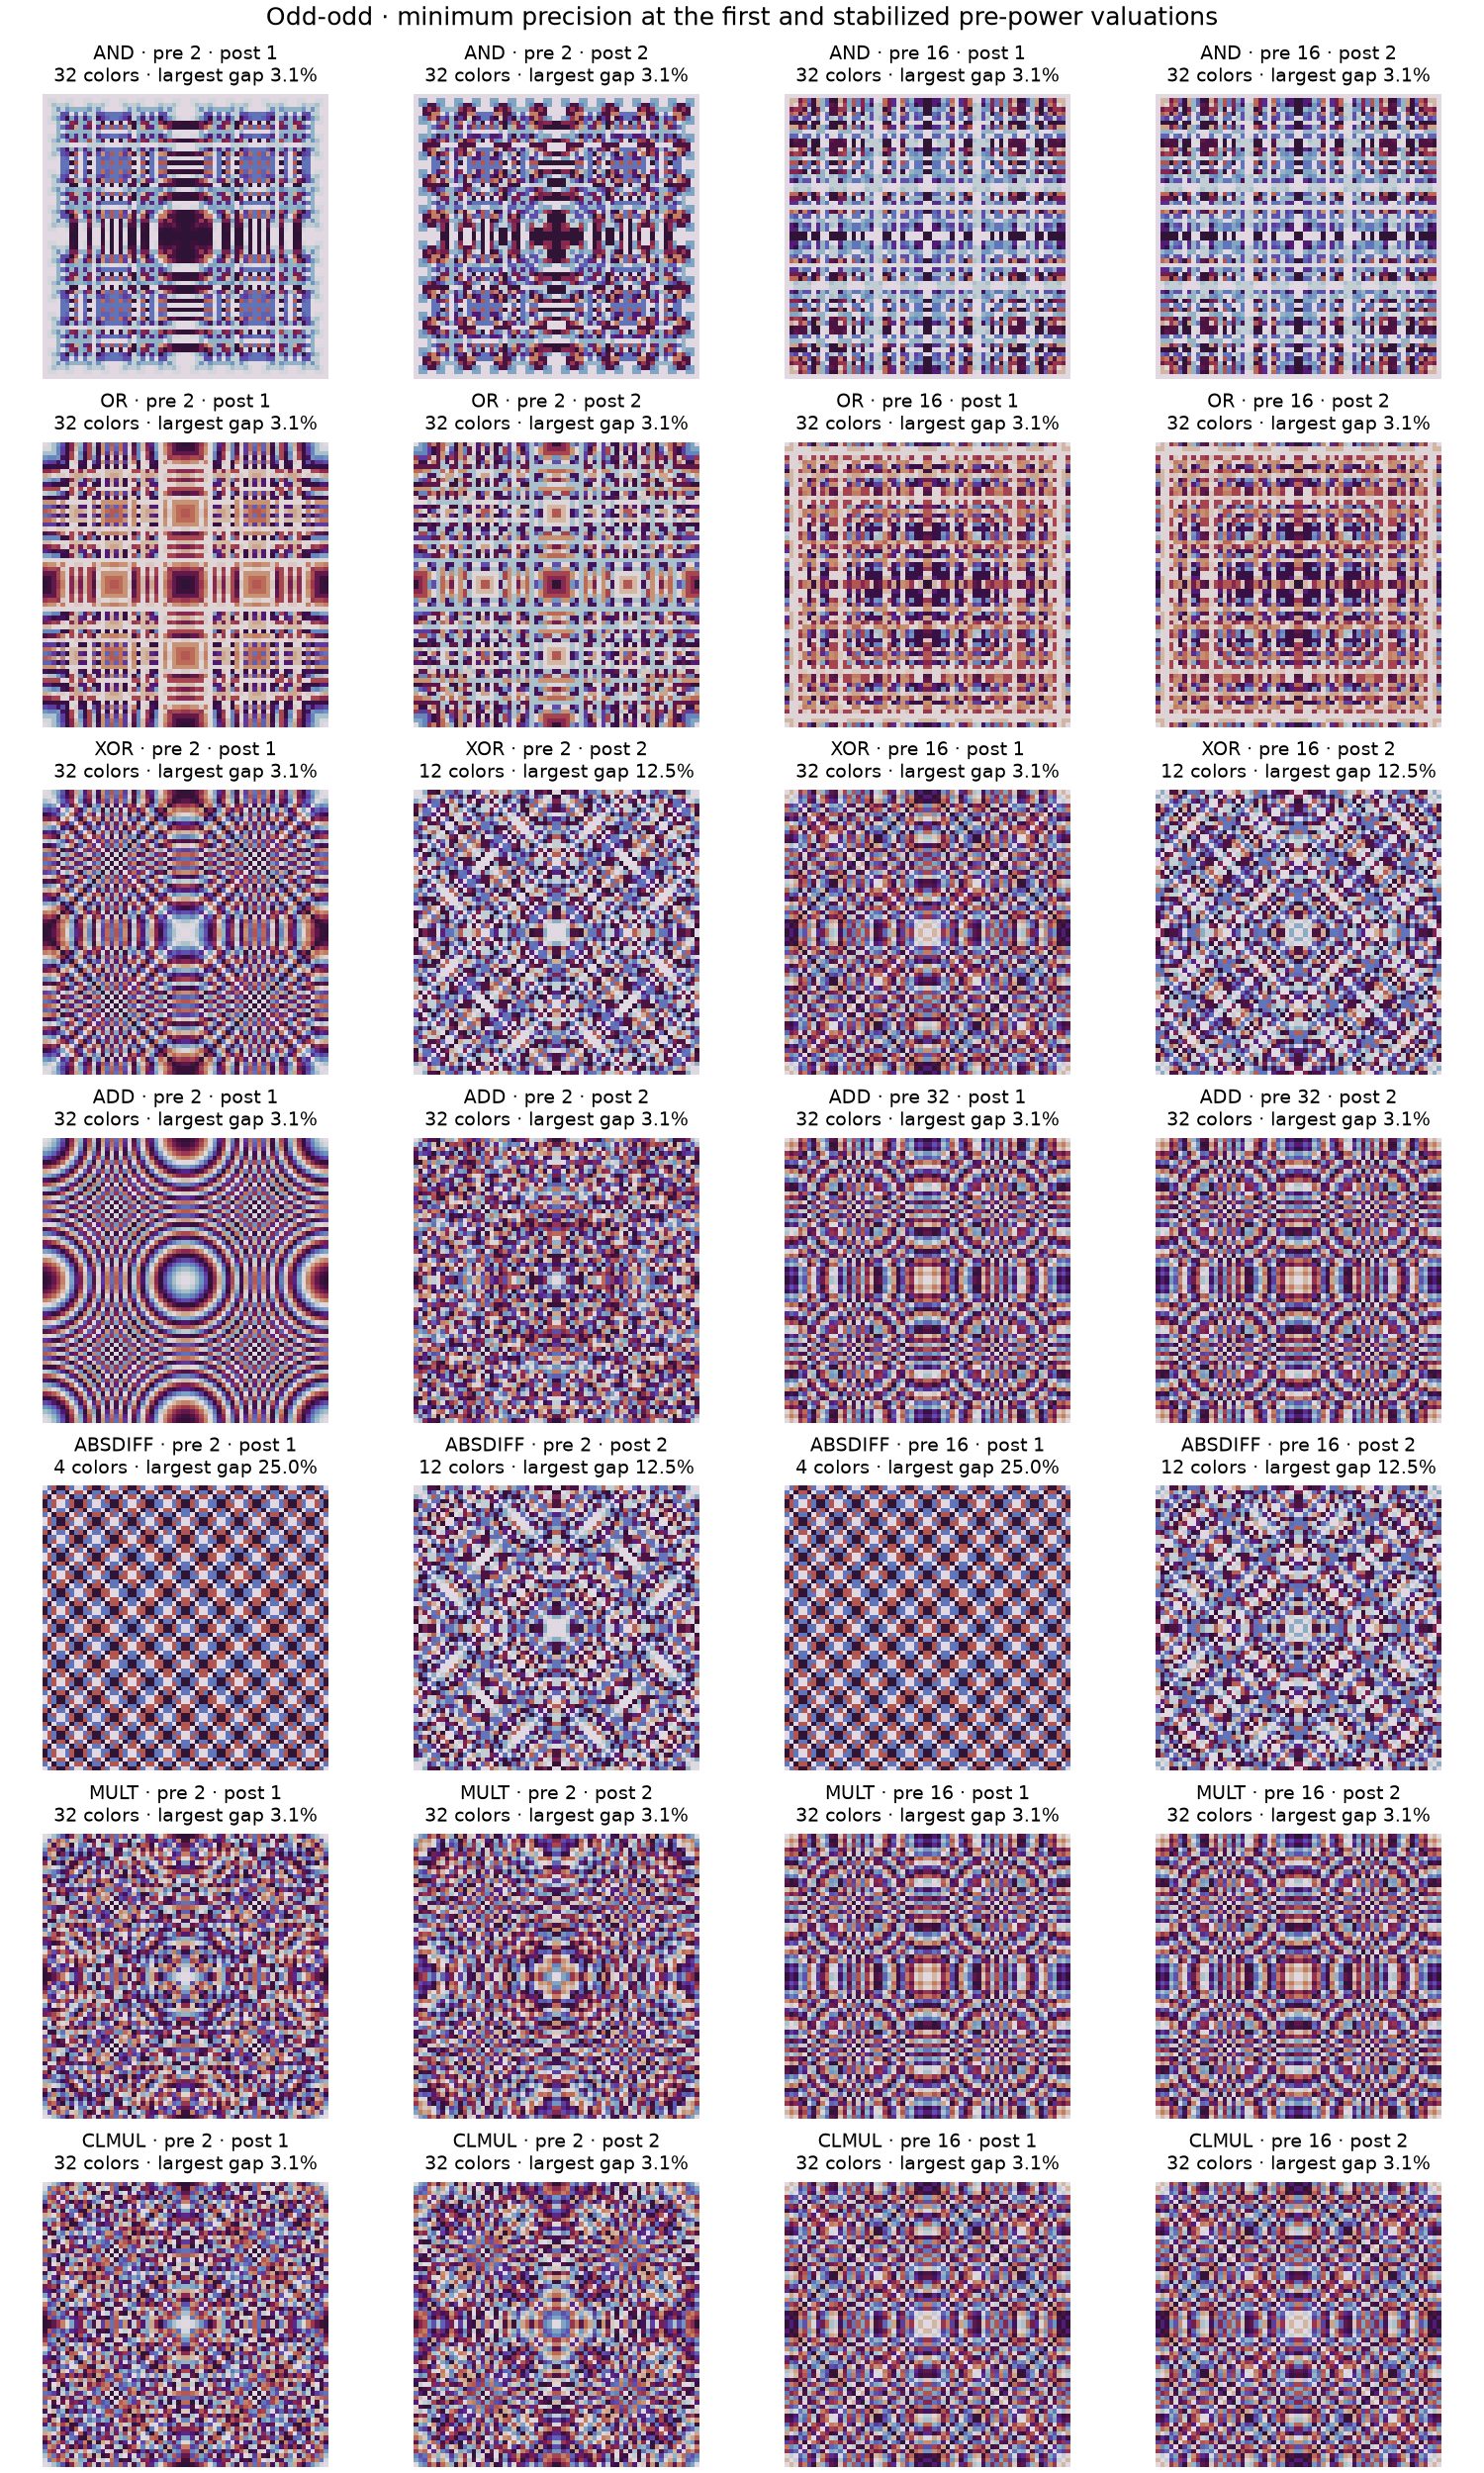 Odd-odd · minimum precision at the first and stabilized pre-power valuations
AND · pre 2 · post 1
32 colors · largest gap 3.1%
AND · pre 2 · post 2
32 colors · largest gap 3.1%
AND · pre 16 · post 1
32 colors · largest gap 3.1%
AND · pre 16 · post 2
32 colors · largest gap 3.1%
OR · pre 2 · post 1
32 colors · largest gap 3.1%
OR · pre 2 · post 2
32 colors · largest gap 3.1%
OR · pre 16 · post 1
32 colors · largest gap 3.1%
OR · pre 16 · post 2
32 colors · largest gap 3.1%
XOR · pre 2 · post 1
32 colors · largest gap 3.1%
XOR · pre 2 · post 2
12 colors · largest gap 12.5%
XOR · pre 16 · post 1
32 colors · largest gap 3.1%
XOR · pre 16 · post 2
12 colors · largest gap 12.5%
ADD · pre 2 · post 1
32 colors · largest gap 3.1%
ADD · pre 2 · post 2
32 colors · largest gap 3.1%
ADD · pre 32 · post 1
32 colors · largest gap 3.1%
ADD · pre 32 · post 2
32 colors · largest gap 3.1%
ABSDIFF · pre 2 · post 1
4 colors · largest gap 25.0%
ABSDIFF · pre 2 · post 2
12 colors · largest gap 12.5%
ABSDIFF · pre 16 · post 1
4 colors · largest gap 25.0%
ABSDIFF · pre 16 · post 2
12 colors · largest gap 12.5%
MULT · pre 2 · post 1
32 colors · largest gap 3.1%
MULT · pre 2 · post 2
32 colors · largest gap 3.1%
MULT · pre 16 · post 1
32 colors · largest gap 3.1%
MULT · pre 16 · post 2
32 colors · largest gap 3.1%
CLMUL · pre 2 · post 1
32 colors · largest gap 3.1%
CLMUL · pre 2 · post 2
32 colors · largest gap 3.1%
CLMUL · pre 16 · post 1
32 colors · largest gap 3.1%
CLMUL · pre 16 · post 2
32 colors · largest gap 3.1%